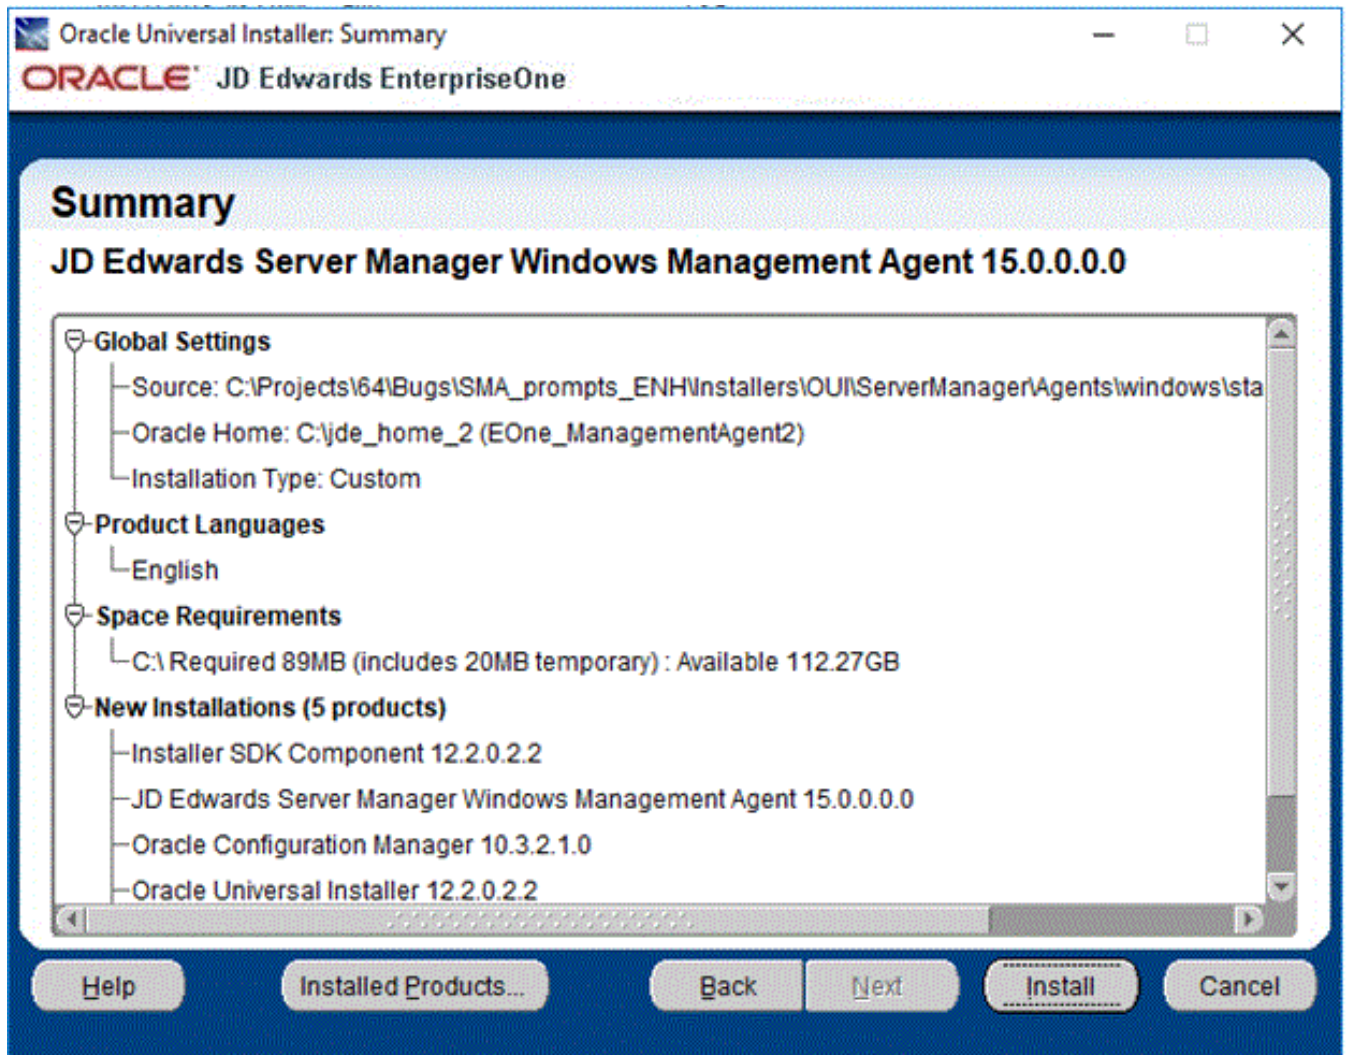 Oracle Universal Installer: Summary
ORACLE JD Edwards EnterpriseOne
Summary
JD Edwards Server Manager Windows Management Agent 15.0.0.0.0
Global Settings
Source: C:\Projects\64\Bugs\SMA_prompts_ENH\Installers\OUI\ServerManager\Agents\windows\sta
Oracle Home: C:\jde_home_2 (EOne_ManagementAgent2)
Installation Type: Custom
Product Languages
English
Space Requirements
C:\ Required 89MB (includes 20MB temporary) : Available 112.27GB
New Installations (5 products)
Installer SDK Component 12.2.0.2.2
JD Edwards Server Manager Windows Management Agent 15.0.0.0.0
Oracle Configuration Manager 10.3.2.1.0
Oracle Universal Installer 12.2.0.2.2
Help Installed Products... Back Next Install Cancel